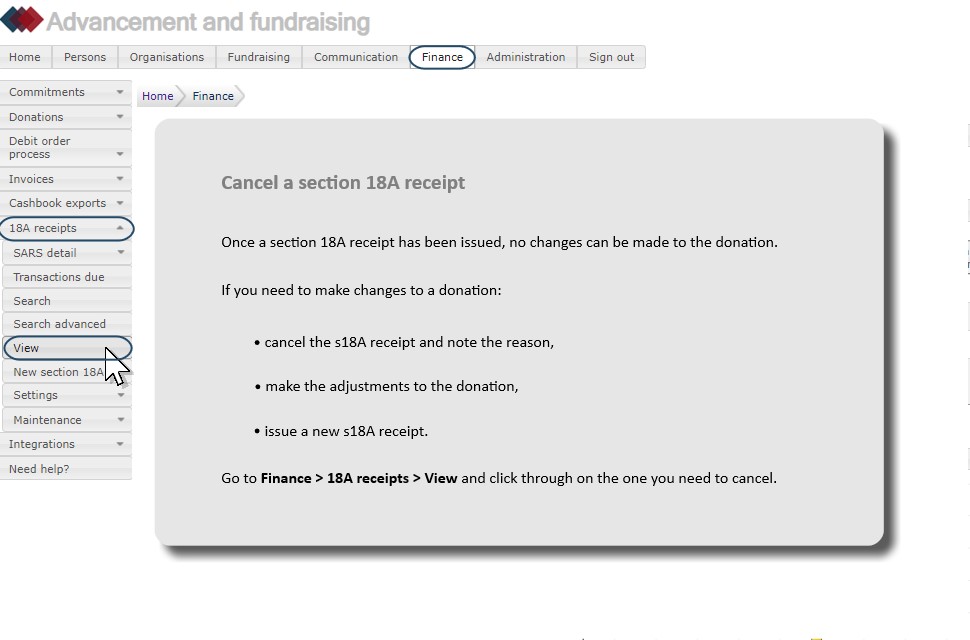 Advancement and fundraising
Home Persons Organisations Fundraising Communication Finance Administration Sign out
Commitments
Donations
Debit order
process
Invoices
Cashbook exports
18A receipts
SARS detail
Transactions due
Search
Search advanced
View
New section 18A
Settings
Maintenance
Integrations
Need help?
Home Finance
Cancel a section 18A receipt
Once a section 18A receipt has been issued, no changes can be made to the donation.
If you need to make changes to a donation:
• cancel the s18A receipt and note the reason,
• make the adjustments to the donation,
• issue a new s18A receipt.
Go to Finance > 18A receipts > View and click through on the one you need to cancel.